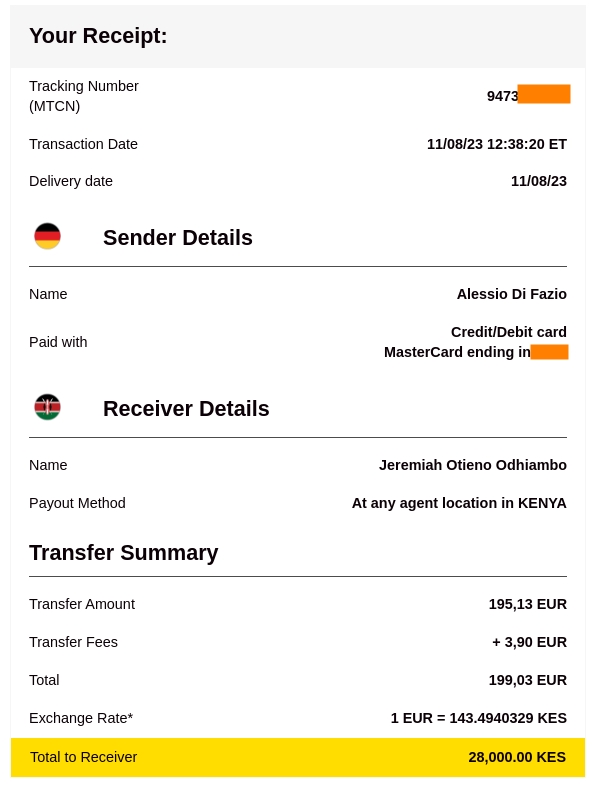 Your Receipt:
Tracking Number
(MTCN)
9473
Transaction Date
11/08/23 12:38:20 ET
Delivery date
11/08/23
Sender Details
Name
Alessio Di Fazio
Paid with
Credit/Debit card
MasterCard ending in
Receiver Details
Name
Jeremiah Otieno Odhiambo
Payout Method
At any agent location in KENYA
Transfer Summary
Transfer Amount
195,13 EUR
Transfer Fees
+ 3,90 EUR
Total
199,03 EUR
Exchange Rate*
1 EUR = 143.4940329 KES
Total to Receiver
28,000.00 KES